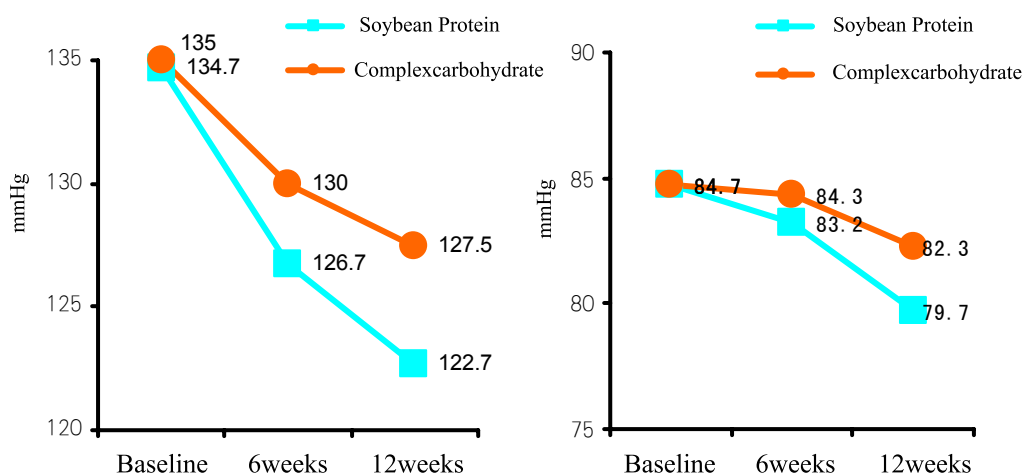 Soybean Protein
Complexcarbohydrate
135
130
125
120
mmHg
135
134.7
130
126.7
127.5
122.7
Baseline 6weeks 12weeks
Soybean Protein
Complexcarbohydrate
90
85
80
75
mmHg
84.7
84.3
83.2
82.3
79.7
Baseline 6weeks 12weeks